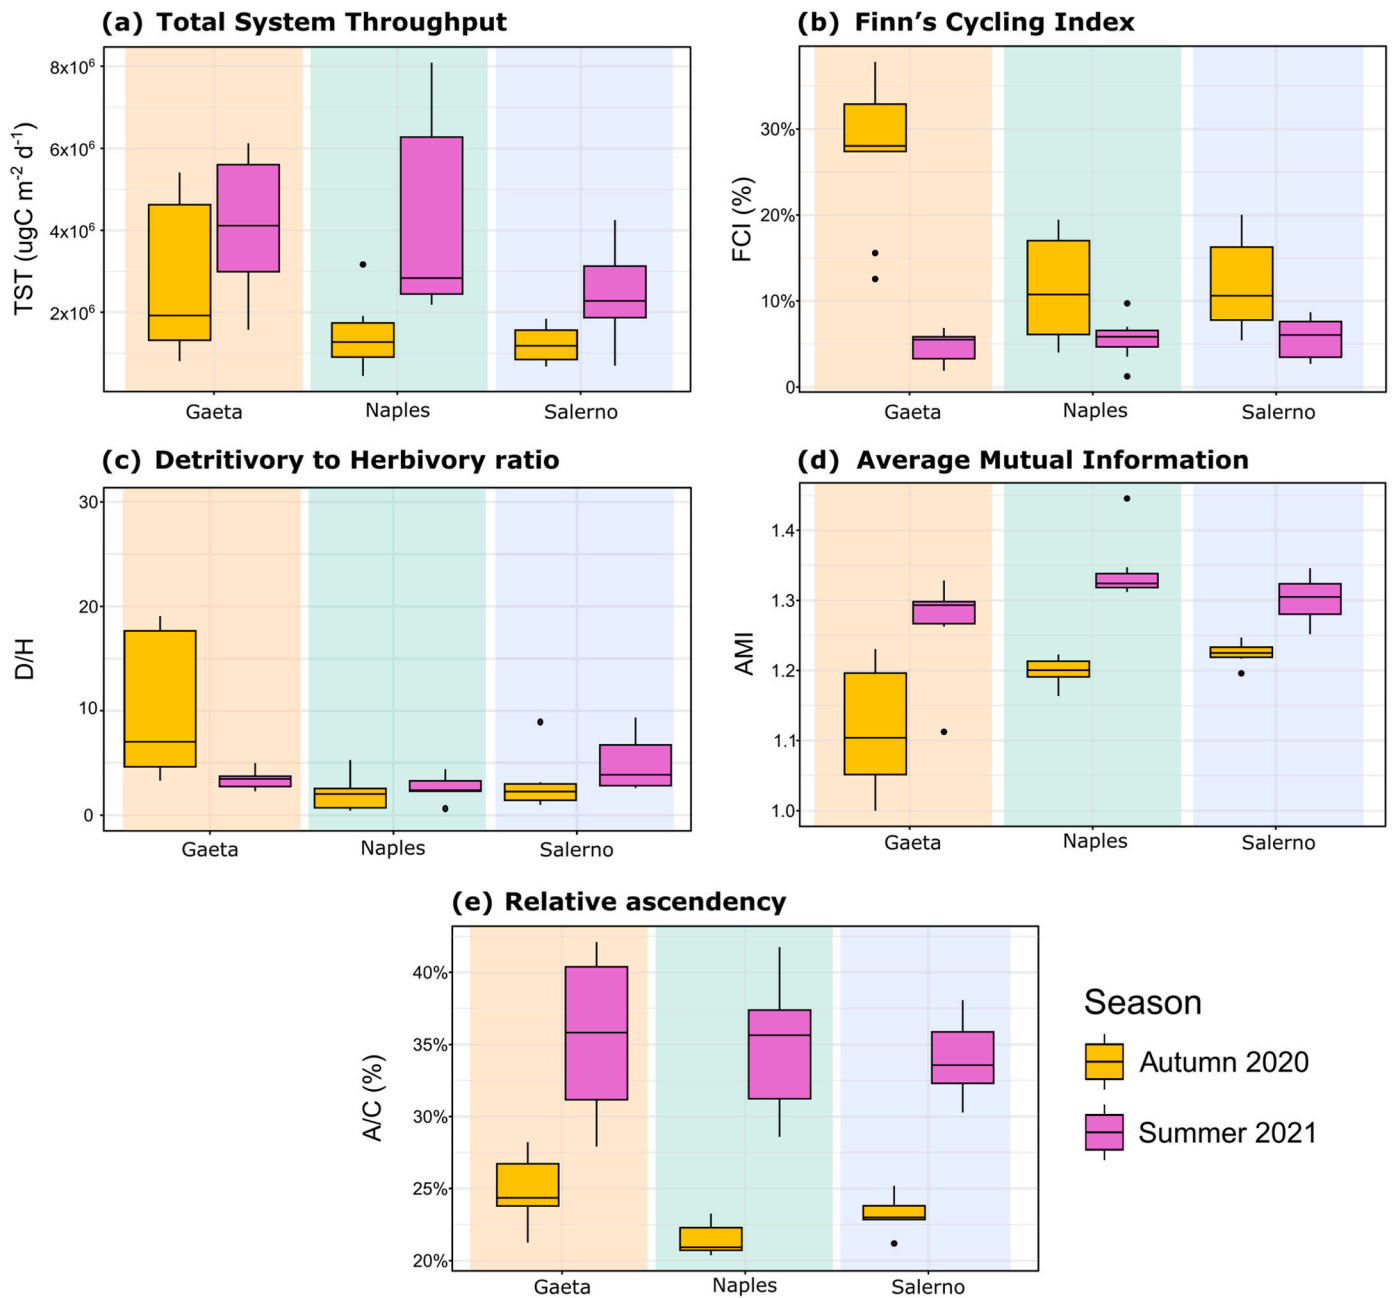 (a) Total System Throughput
TST (ugC m⁻² d⁻¹)
8x10⁶
6x10⁶
4x10⁶
2x10⁶
Gaeta
Naples
Salerno
(b) Finn’s Cycling Index
FCI (%)
30%
20%
10%
0
Gaeta
Naples
Salerno
(c) Detritivory to Herbivory ratio
D/H
30
20
10
0
Gaeta
Naples
Salerno
(d) Average Mutual Information
AMI
1.4
1.3
1.2
1.1
1.0
Gaeta
Naples
Salerno
(e) Relative ascendency
A/C (%)
40%
35%
30%
25%
20%
Gaeta
Naples
Salerno
Season
Autumn 2020
Summer 2021